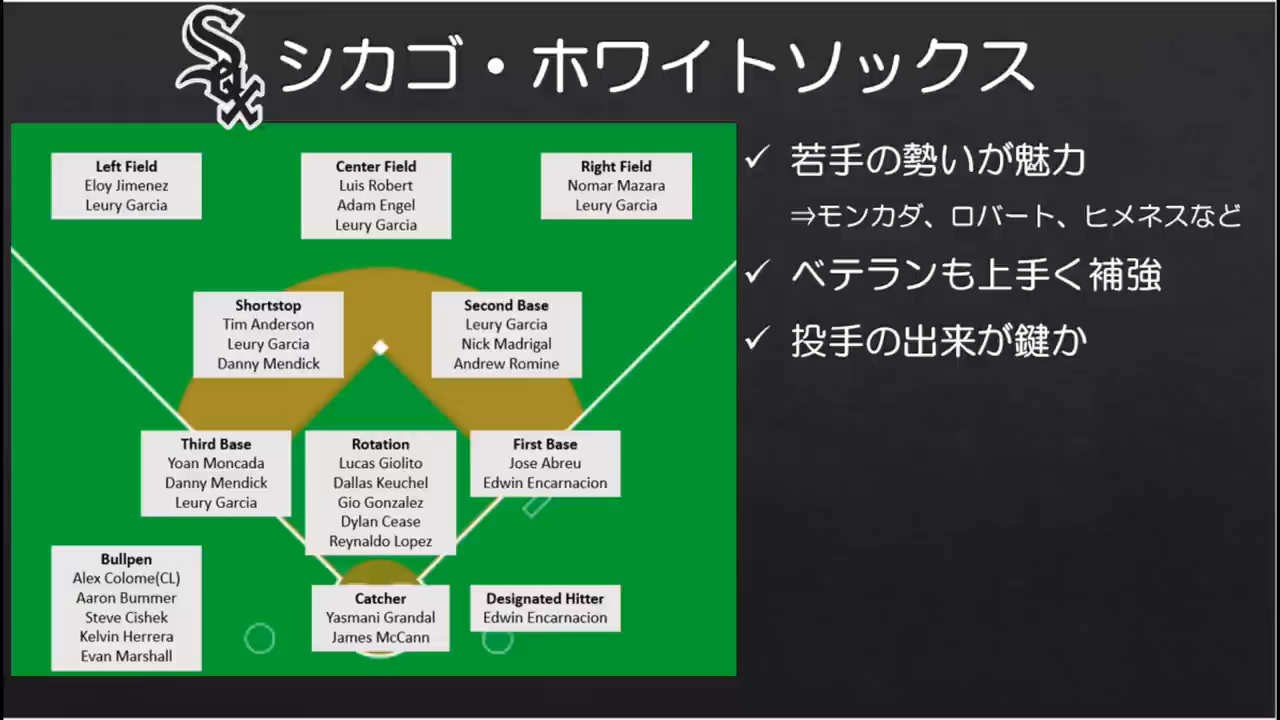 Sox
シカゴ・ホワイトソックス
Left Field
Eloy Jimenez
Leury Garcia
Center Field
Luis Robert
Adam Engel
Leury Garcia
Right Field
Nomar Mazara
Leury Garcia
Shortstop
Tim Anderson
Leury Garcia
Danny Mendick
Second Base
Leury Garcia
Nick Madrigal
Andrew Romine
Third Base
Yoan Moncada
Danny Mendick
Leury Garcia
Rotation
Lucas Giolito
Dallas Keuchel
Gio Gonzalez
Dylan Cease
Reynaldo Lopez
First Base
Jose Abreu
Edwin Encarnacion
Bullpen
Alex Colome(CL)
Aaron Bummer
Steve Cishek
Kelvin Herrera
Evan Marshall
Catcher
Yasmani Grandal
James McCann
Designated Hitter
Edwin Encarnacion
✓ 若手の勢いが魅力
⇒モンカダ、ロバート、ヒメネスなど
✓ ベテランも上手く補強
✓ 投手の出来が鍵か